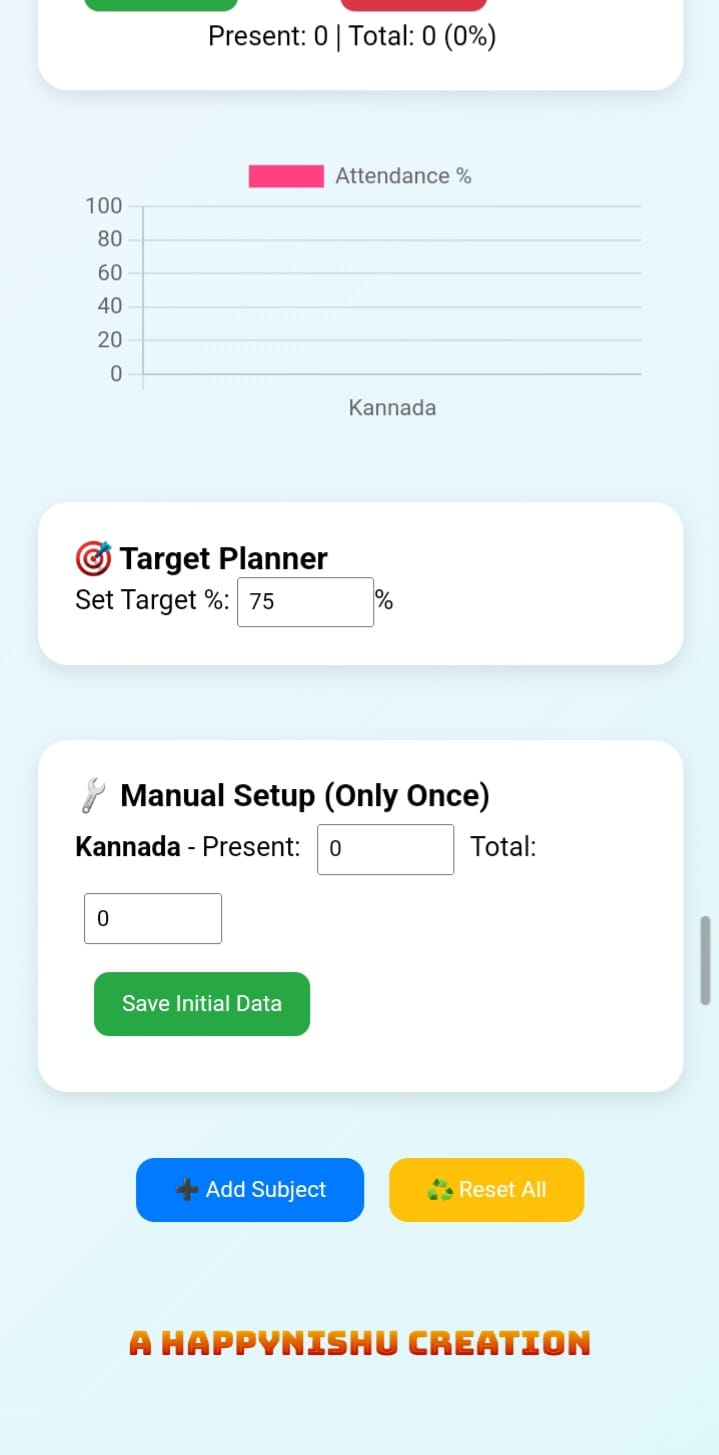 Present: 0 | Total: 0 (0%)
Attendance %
100
80
60
40
20
0
Kannada
🎯 Target Planner
Set Target %: 75 %
🔧 Manual Setup (Only Once)
Kannada - Present: 0 Total:
0
Save Initial Data
➕ Add Subject ♻️ Reset All
A HAPPYNISHU CREATION